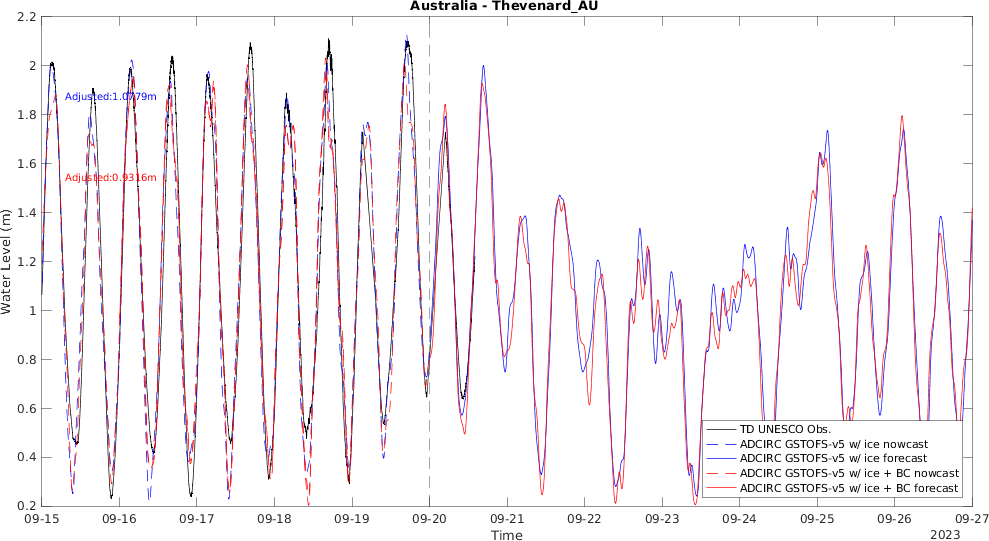 Australia - Thevenard_AU
2.2
2
1.8
1.6
1.4
1.2
1
0.8
0.6
0.4
0.2
Water Level (m)
Adjusted:1.0779m
Adjusted:0.9316m
TD UNESCO Obs.
ADCIRC GSTOFS-v5 w/ ice nowcast
ADCIRC GSTOFS-v5 w/ ice forecast
ADCIRC GSTOFS-v5 w/ ice + BC nowcast
ADCIRC GSTOFS-v5 w/ ice + BC forecast
09-15 09-16 09-17 09-18 09-19 09-20 09-21 09-22 09-23 09-24 09-25 09-26 09-27
Time
2023